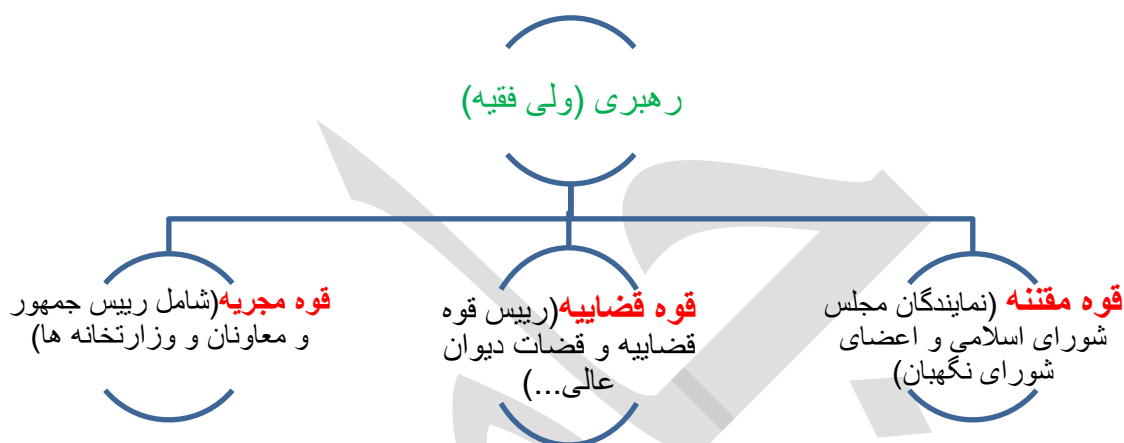 رهبری (ولی فقیه)
قوه مقننه (نمایندگان مجلس
شورای اسلامی و اعضای
شورای نگهبان)
قوه قضاییه(رییس قوه
قضاییه و قضات دیوان
عالی...)
قوه مجریه(شامل رییس جمهور
و معاونان و وزارتخانه ها)